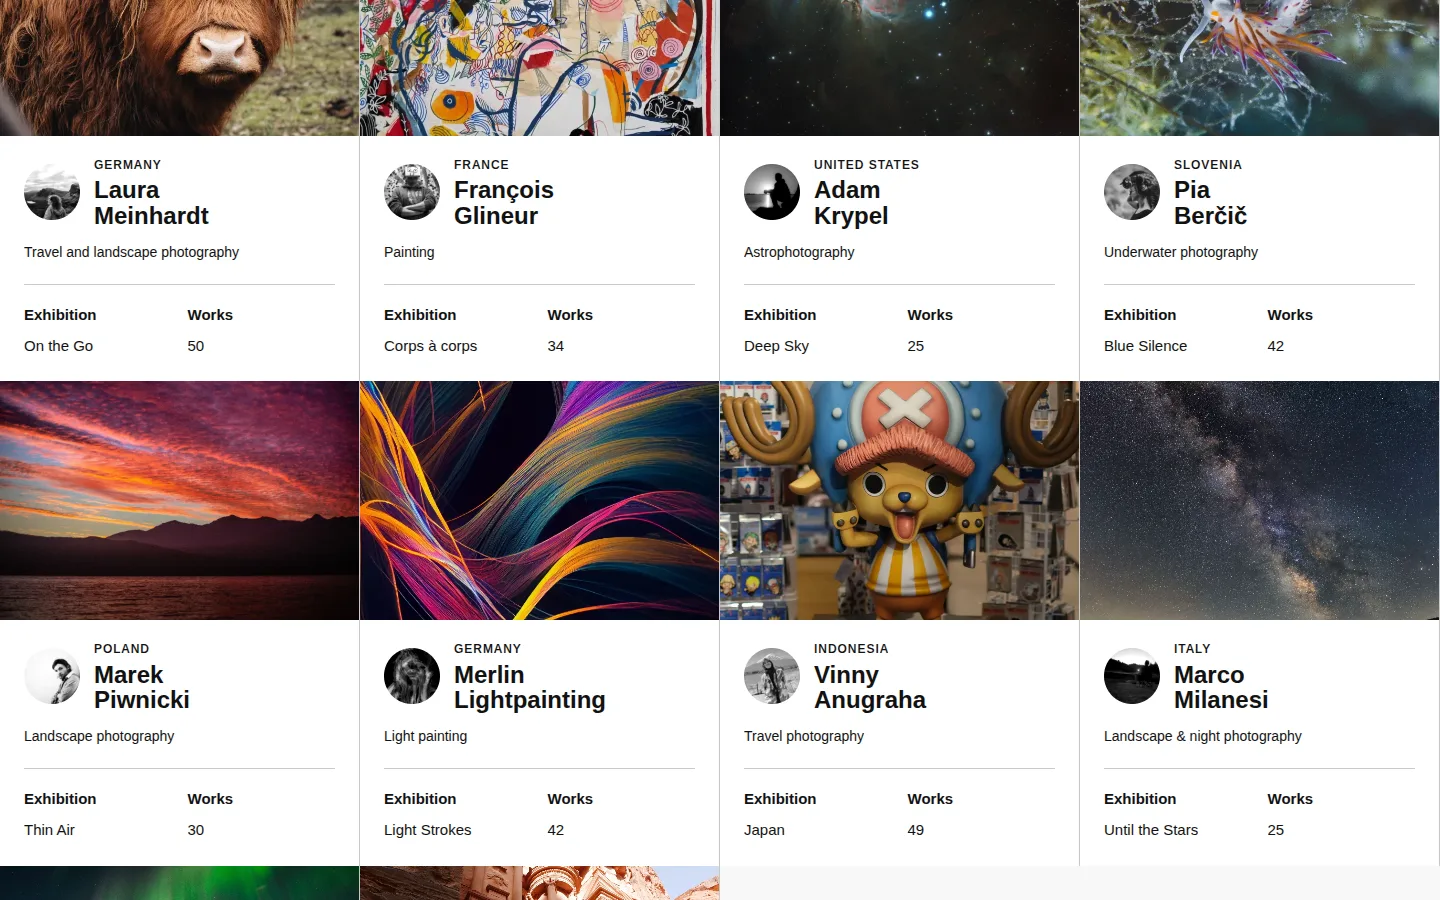 GERMANY
Laura
Meinhardt
Travel and landscape photography
Exhibition Works
On the Go 50
FRANCE
François
Glineur
Painting
Exhibition Works
Corps à corps 34
UNITED STATES
Adam
Krypel
Astrophotography
Exhibition Works
Deep Sky 25
SLOVENIA
Pia
Berčič
Underwater photography
Exhibition Works
Blue Silence 42
POLAND
Marek
Piwnicki
Landscape photography
Exhibition Works
Thin Air 30
GERMANY
Merlin
Lightpainting
Light painting
Exhibition Works
Light Strokes 42
INDONESIA
Vinny
Anugraha
Travel photography
Exhibition Works
Japan 49
ITALY
Marco
Milanesi
Landscape & night photography
Exhibition Works
Until the Stars 25